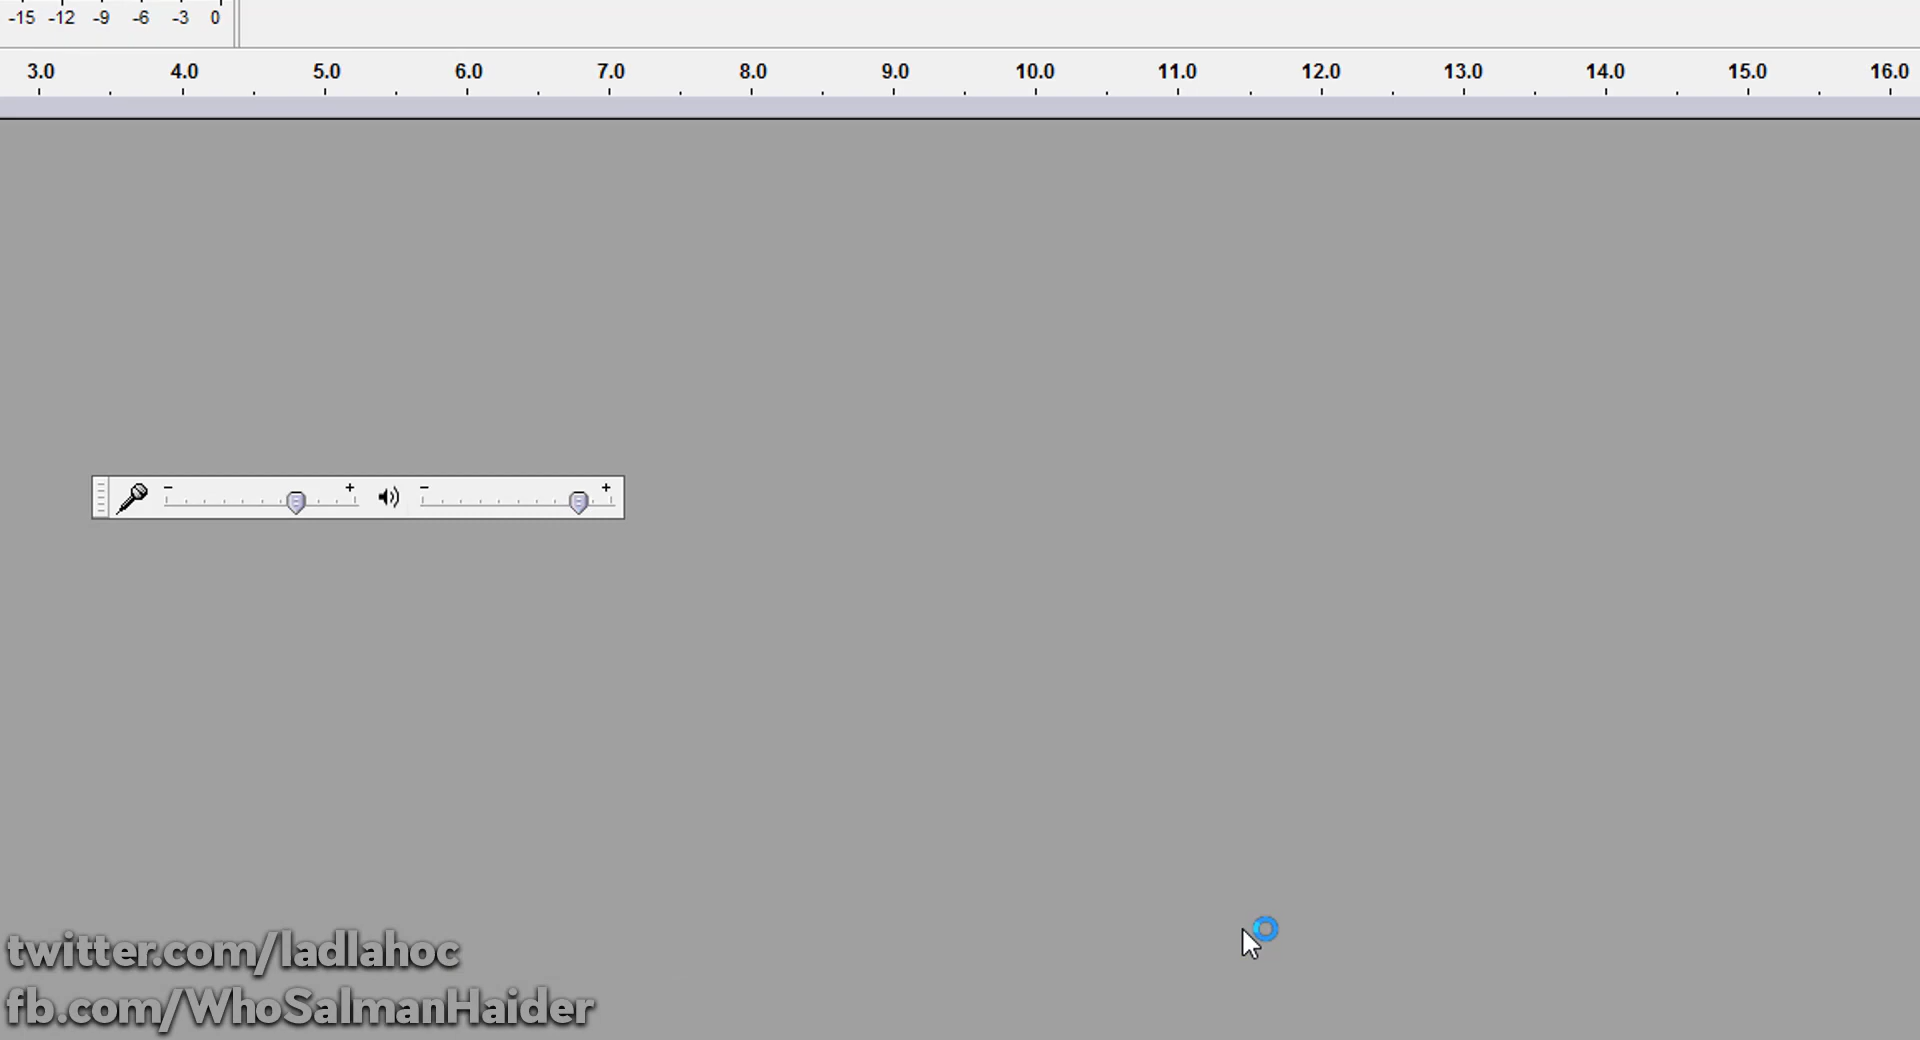 -15 -12 -9 -6 -3 0
3.0 4.0 5.0 6.0 7.0 8.0 9.0 10.0 11.0 12.0 13.0 14.0 15.0 16.0
- + - +
twitter.com/ladlahoc
fb.com/WhoSalmanHaider